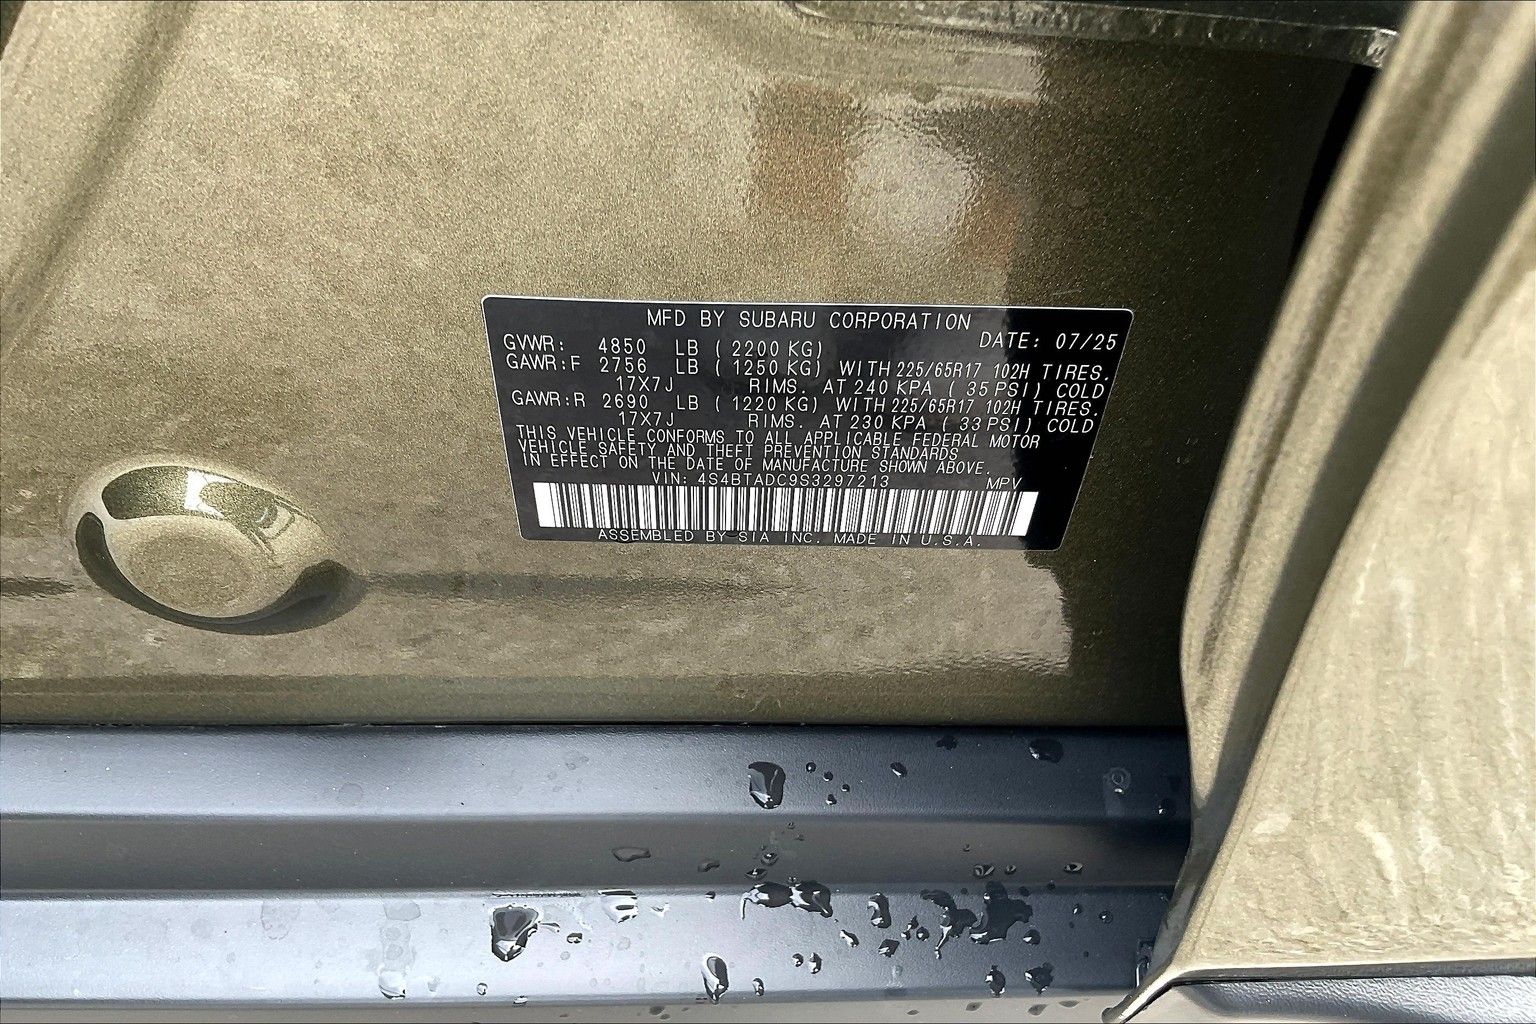 MFD BY SUBARU CORPORATION
DATE: 07/25
GVWR: 4850 LB ( 2200 KG)
GAWR:F 2756 LB ( 1250 KG) WITH 225/65R17 102H TIRES.
17X7J RIMS. AT 240 KPA ( 35 PSI) COLD
GAWR:R 2690 LB ( 1220 KG) WITH 225/65R17 102H TIRES.
17X7J RIMS. AT 230 KPA ( 33 PSI) COLD
THIS VEHICLE CONFORMS TO ALL APPLICABLE FEDERAL MOTOR
VEHICLE SAFETY AND THEFT PREVENTION STANDARDS
IN EFFECT ON THE DATE OF MANUFACTURE SHOWN ABOVE.
VIN: 4S4BTADC9S3297213 MPV
ASSEMBLED BY SIA INC. MADE IN U.S.A.